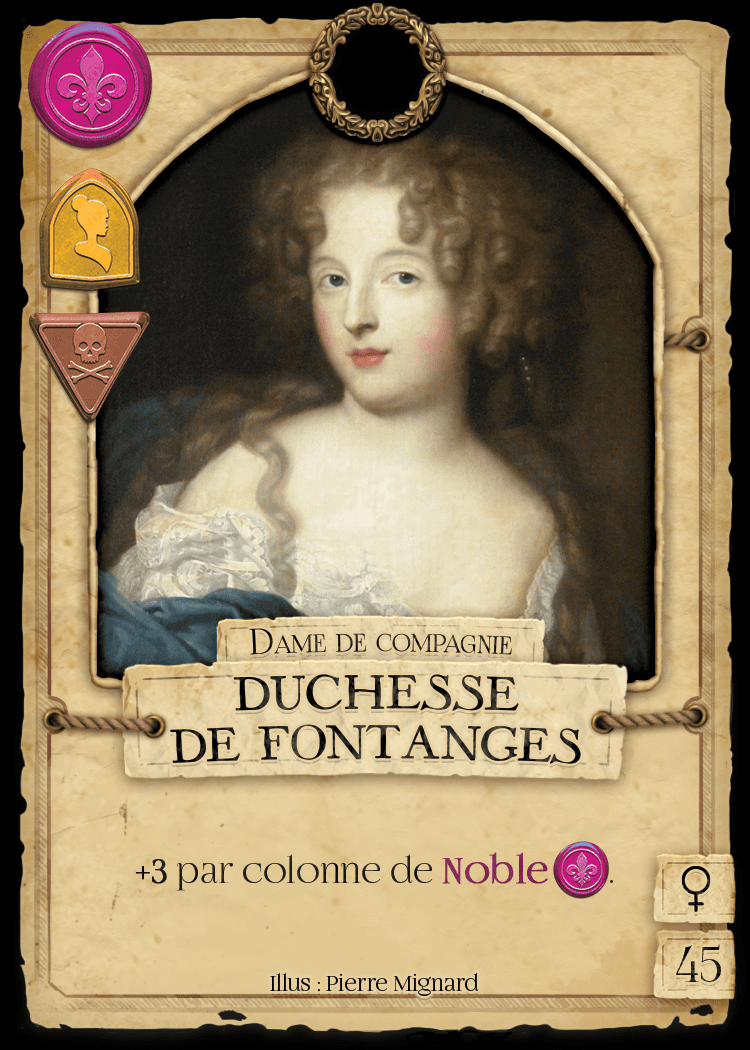 Dame de compagnie
DUCHESSE
DE FONTANGES
+3 par colonne de Noble .
♀
45
Illus : Pierre Mignard